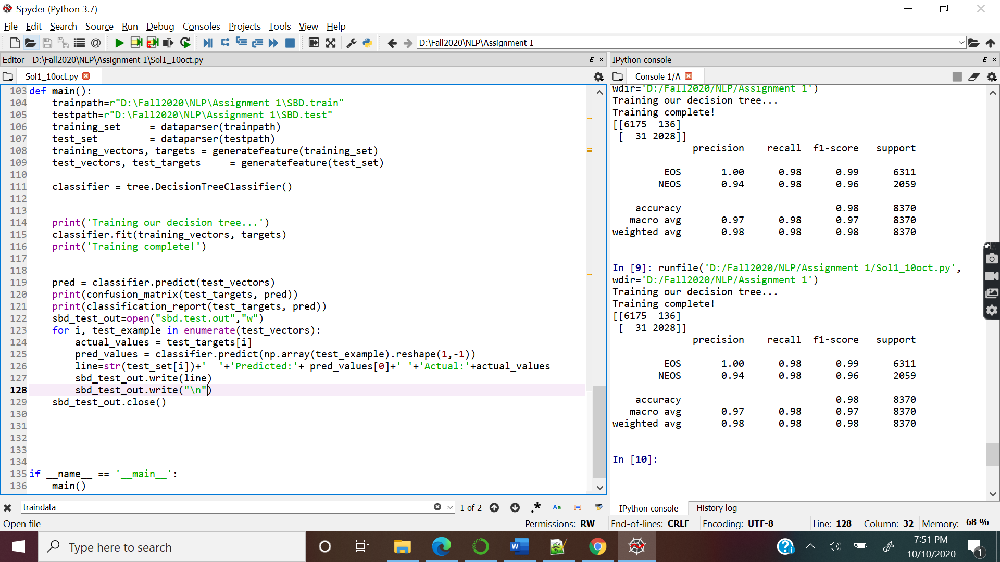 Spyder (Python 3.7)
File Edit Search Source Run Debug Consoles Projects Tools View Help
D:\Fall2020\NLP\Assignment 1
Editor - D:\Fall2020\NLP\Assignment 1\Sol1_10oct.py
Sol1_10oct.py
103 def main():
104     trainpath=r"D:\Fall2020\NLP\Assignment 1\SBD.train"
105     testpath=r"D:\Fall2020\NLP\Assignment 1\SBD.test"
106     training_set     = dataparser(trainpath)
107     test_set         = dataparser(testpath)
108     training_vectors, targets = generatefeature(training_set)
109     test_vectors, test_targets     = generatefeature(test_set)
110
111     classifier = tree.DecisionTreeClassifier()
112
113
114     print('Training our decision tree...')
115     classifier.fit(training_vectors, targets)
116     print('Training complete!')
117
118
119     pred = classifier.predict(test_vectors)
120     print(confusion_matrix(test_targets, pred))
121     print(classification_report(test_targets, pred))
122     sbd_test_out=open("sbd.test.out","w")
123     for i, test_example in enumerate(test_vectors):
124         actual_values = test_targets[i]
125         pred_values = classifier.predict(np.array(test_example).reshape(1,-1))
126         line=str(test_set[i])+'  '+'Predicted:'+ pred_values[0]+' '+'Actual:'+actual_values
127         sbd_test_out.write(line)
128         sbd_test_out.write("\n")
129     sbd_test_out.close()
130
131
132
133
134
135 if __name__ == '__main__':
136     main()
traindata
1 of 2
.* Aa
IPython console
Console 1/A
wdir='D:/Fall2020/NLP/Assignment 1')
Training our decision tree...
Training complete!
[[6175  136]
 [  31 2028]]
precision recall f1-score support
EOS 1.00 0.98 0.99 6311
NEOS 0.94 0.98 0.96 2059
accuracy 0.98 8370
macro avg 0.97 0.98 0.97 8370
weighted avg 0.98 0.98 0.98 8370
In [9]: runfile('D:/Fall2020/NLP/Assignment 1/Sol1_10oct.py',
wdir='D:/Fall2020/NLP/Assignment 1')
Training our decision tree...
Training complete!
[[6175  136]
 [  31 2028]]
precision recall f1-score support
EOS 1.00 0.98 0.99 6311
NEOS 0.94 0.98 0.96 2059
accuracy 0.98 8370
macro avg 0.97 0.98 0.97 8370
weighted avg 0.98 0.98 0.98 8370
In [10]:
IPython console History log
Open file
Permissions: RW End-of-lines: CRLF Encoding: UTF-8 Line: 128 Column: 32 Memory: 68 %
Type here to search
W
7:51 PM
10/10/2020
1